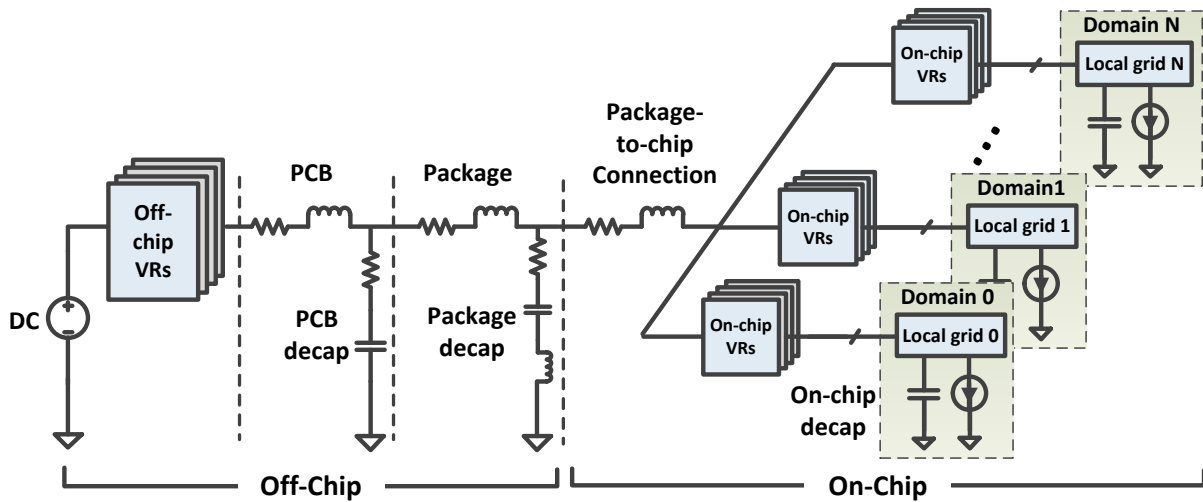 Domain N
On-chip
VRs
Local grid N
Package-
to-chip
Connection
PCB
Package
Domain1
Off-
chip
VRs
On-chip
VRs
Local grid 1
Domain 0
DC
+
−
PCB
decap
Package
decap
On-chip
VRs
Local grid 0
On-chip
decap
Off-Chip
On-Chip